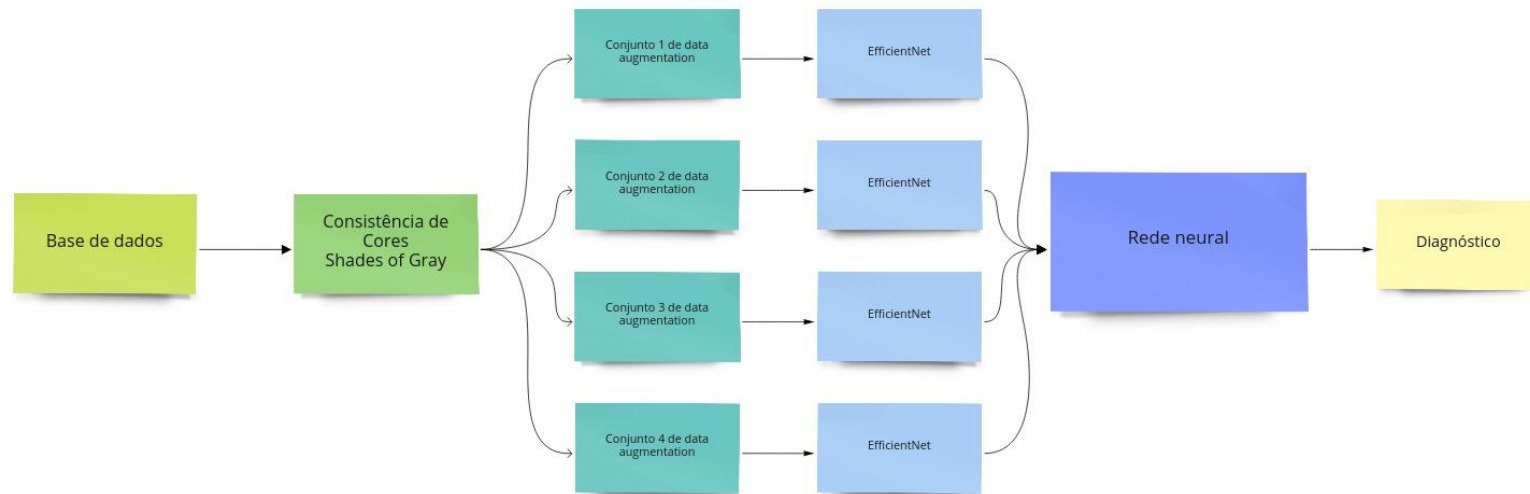 Base de dados
Consistência de
Cores
Shades of Gray
Conjunto 1 de data
augmentation
EfficientNet
Conjunto 2 de data
augmentation
EfficientNet
Conjunto 3 de data
augmentation
EfficientNet
Conjunto 4 de data
augmentation
EfficientNet
Rede neural
Diagnóstico